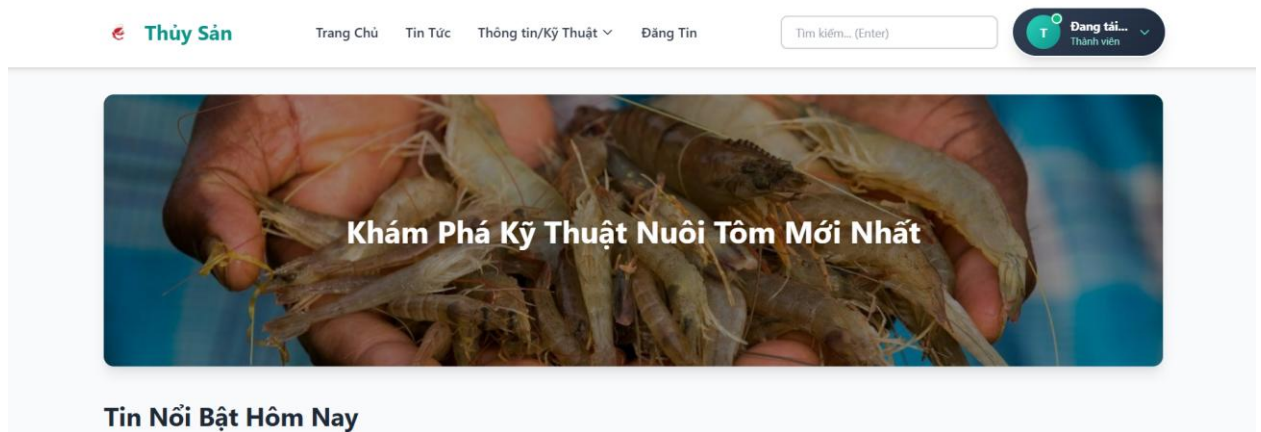 Thủy Sản
Trang Chủ
Tin Tức
Thông tin/Kỹ Thuật
Đăng Tin
Tìm kiếm... (Enter)
T
Đang tải...
Thành viên
Khám Phá Kỹ Thuật Nuôi Tôm Mới Nhất
Tin Nổi Bật Hôm Nay